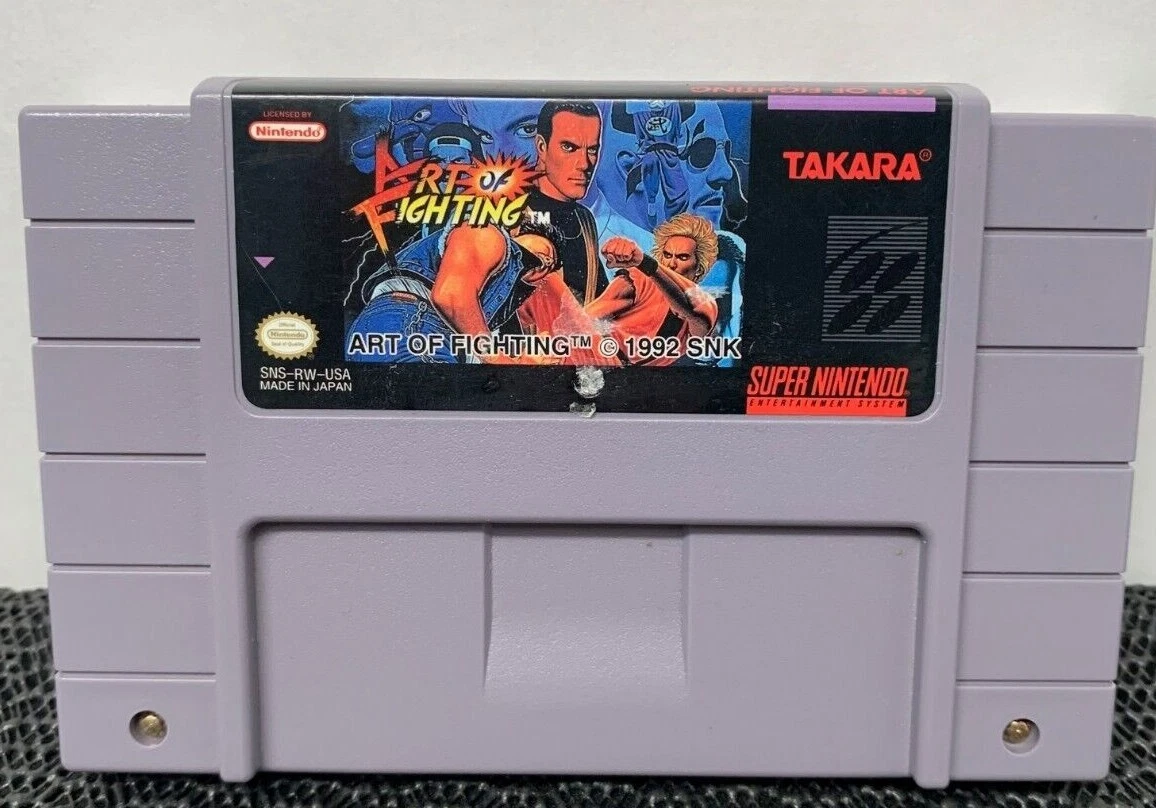 ART OF FIGHTING
LICENSED BY
Nintendo
ART OF
FIGHTING™
TAKARA®
Official
Nintendo
Seal of Quality
ART OF FIGHTING™ © 1992 SNK
SNS-RW-USA
MADE IN JAPAN
SUPER NINTENDO
ENTERTAINMENT SYSTEM